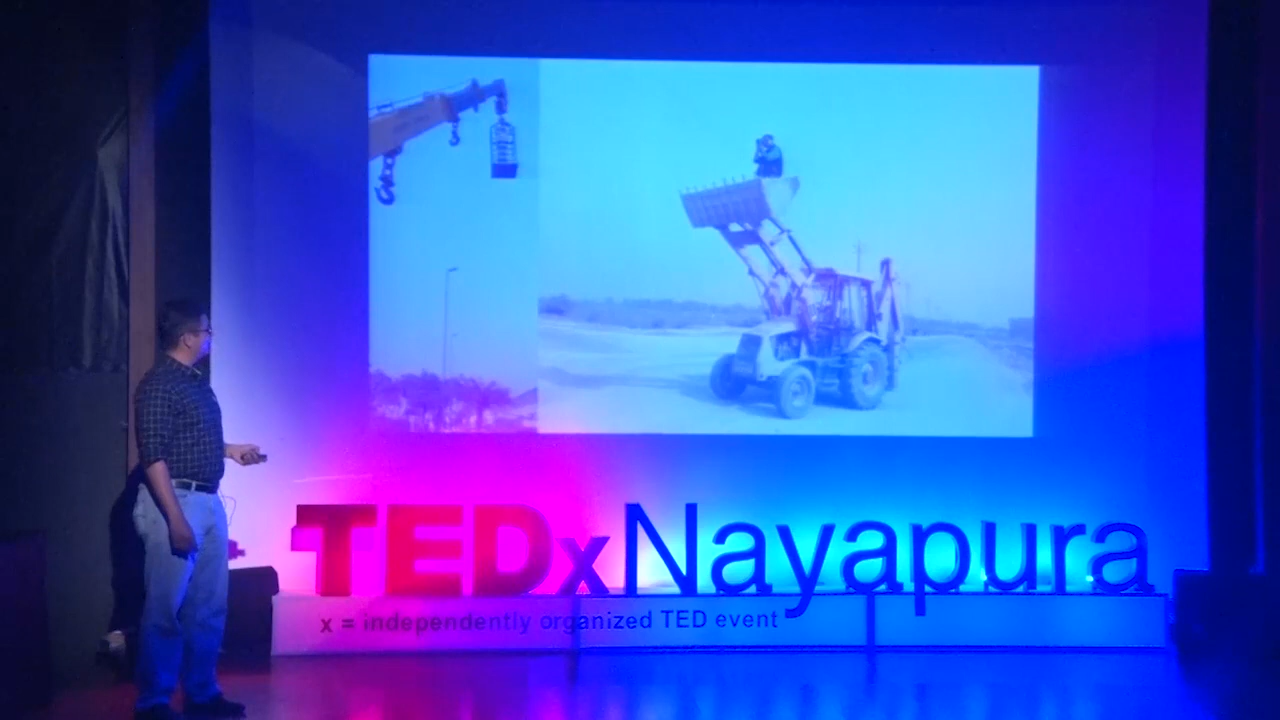 TEDxNayapura
x = independently organized TED event